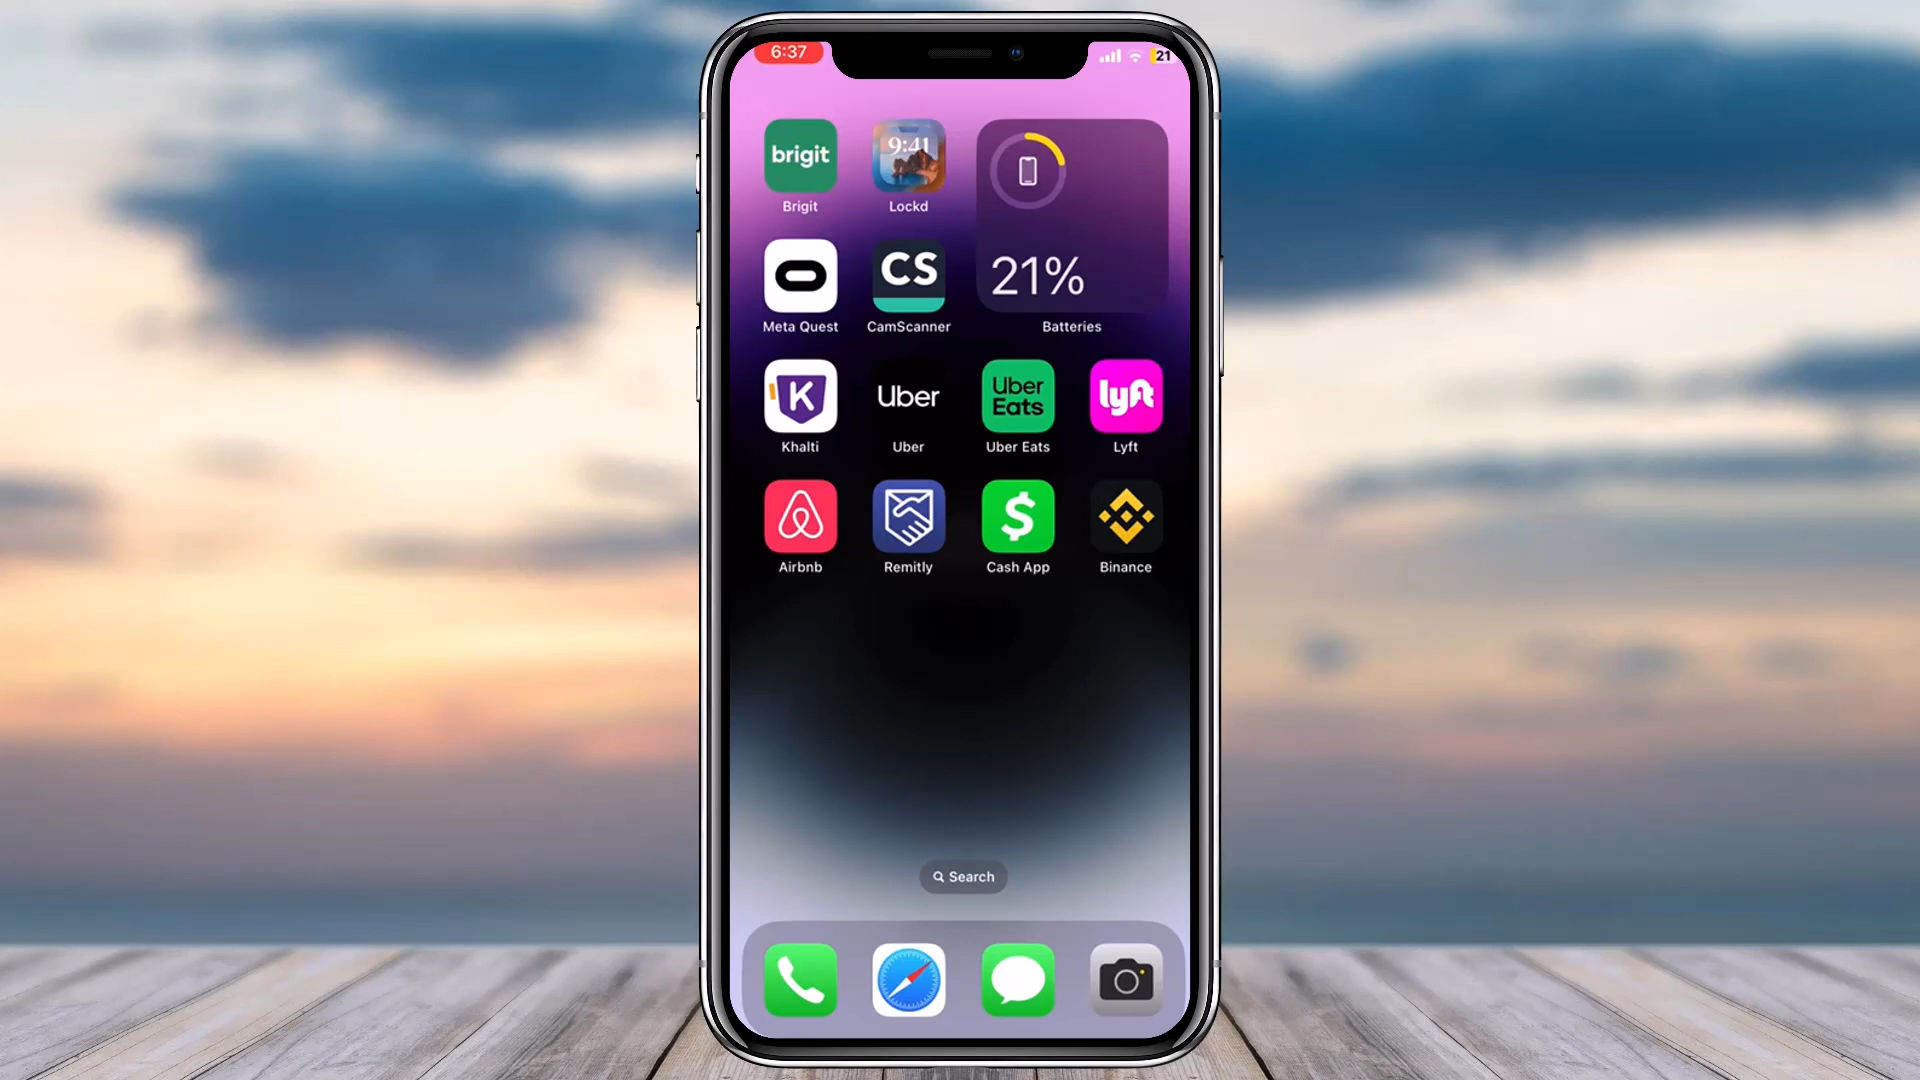 6:37
21
brigit
9:41
Brigit
Lockd
CS
21%
Meta Quest
CamScanner
Batteries
K
Uber
Uber
Eats
lyft
Khalti
Uber
Uber Eats
Lyft
$
Airbnb
Remitly
Cash App
Binance
Search